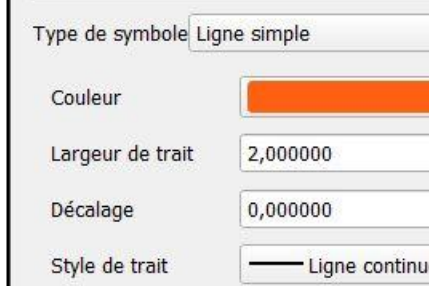 Type de symbole Ligne simple
Couleur
Largeur de trait 2,000000
Décalage 0,000000
Style de trait Ligne continu